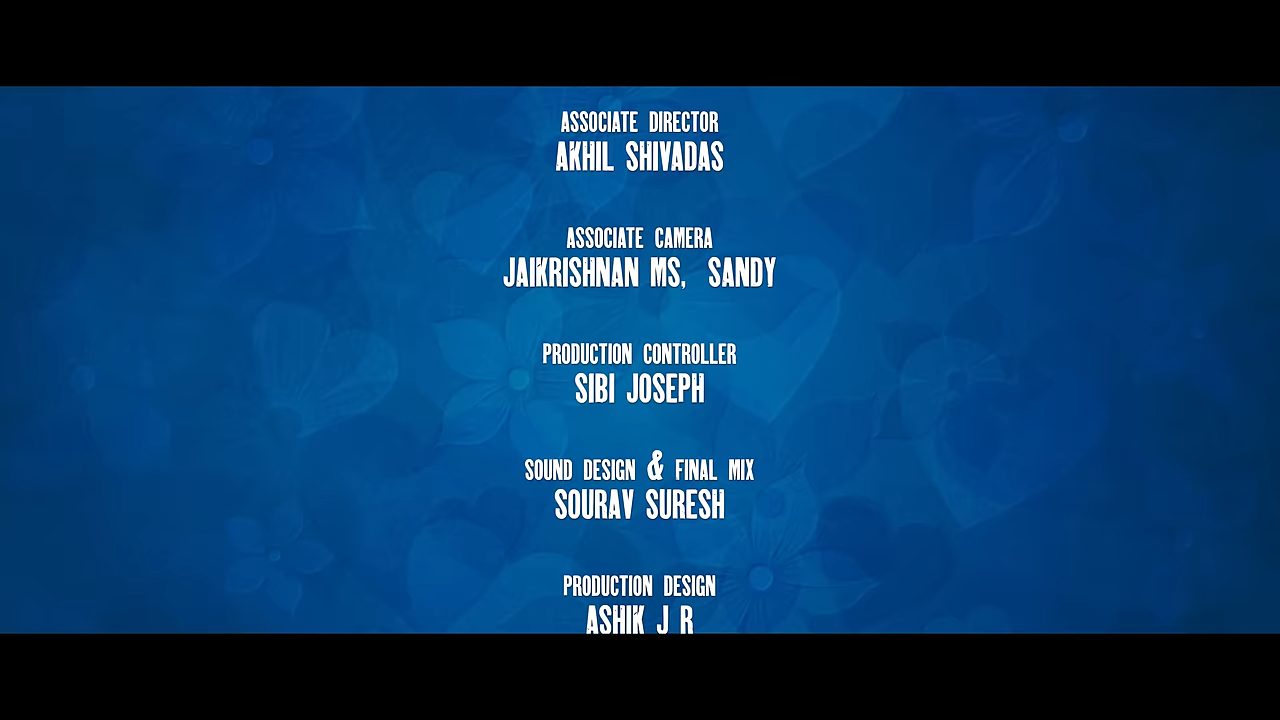 ASSOCIATE DIRECTOR
AKHIL SHIVADAS
ASSOCIATE CAMERA
JAIKRISHNAN MS, SANDY
PRODUCTION CONTROLLER
SIBI JOSEPH
SOUND DESIGN & FINAL MIX
SOURAV SURESH
PRODUCTION DESIGN
ASHIK J R